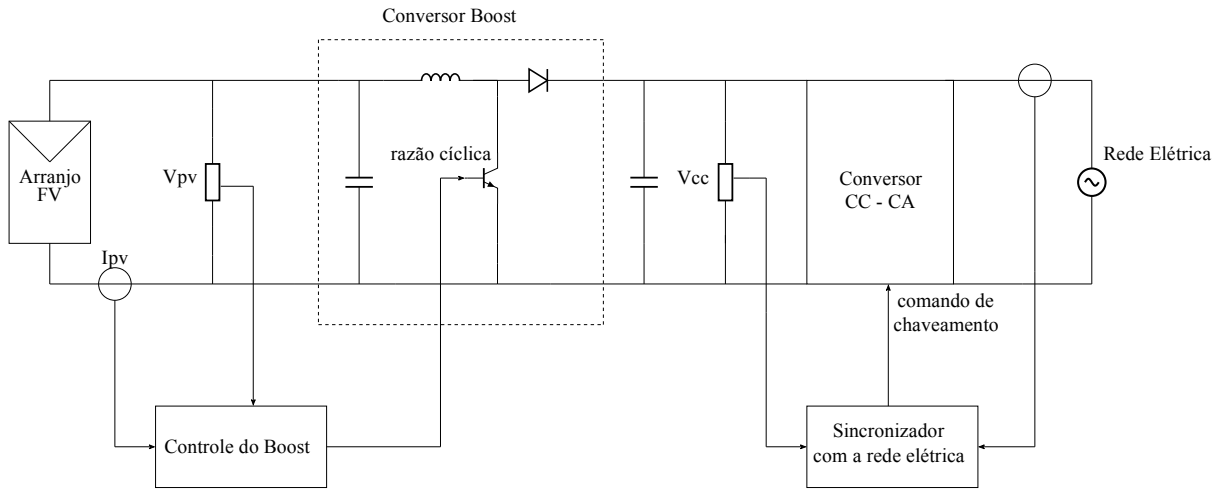 Conversor Boost
Arranjo
FV
Vpv
Ipv
razão cíclica
Vcc
Conversor
CC - CA
Rede Elétrica
comando de
chaveamento
Controle do Boost
Sincronizador
com a rede elétrica